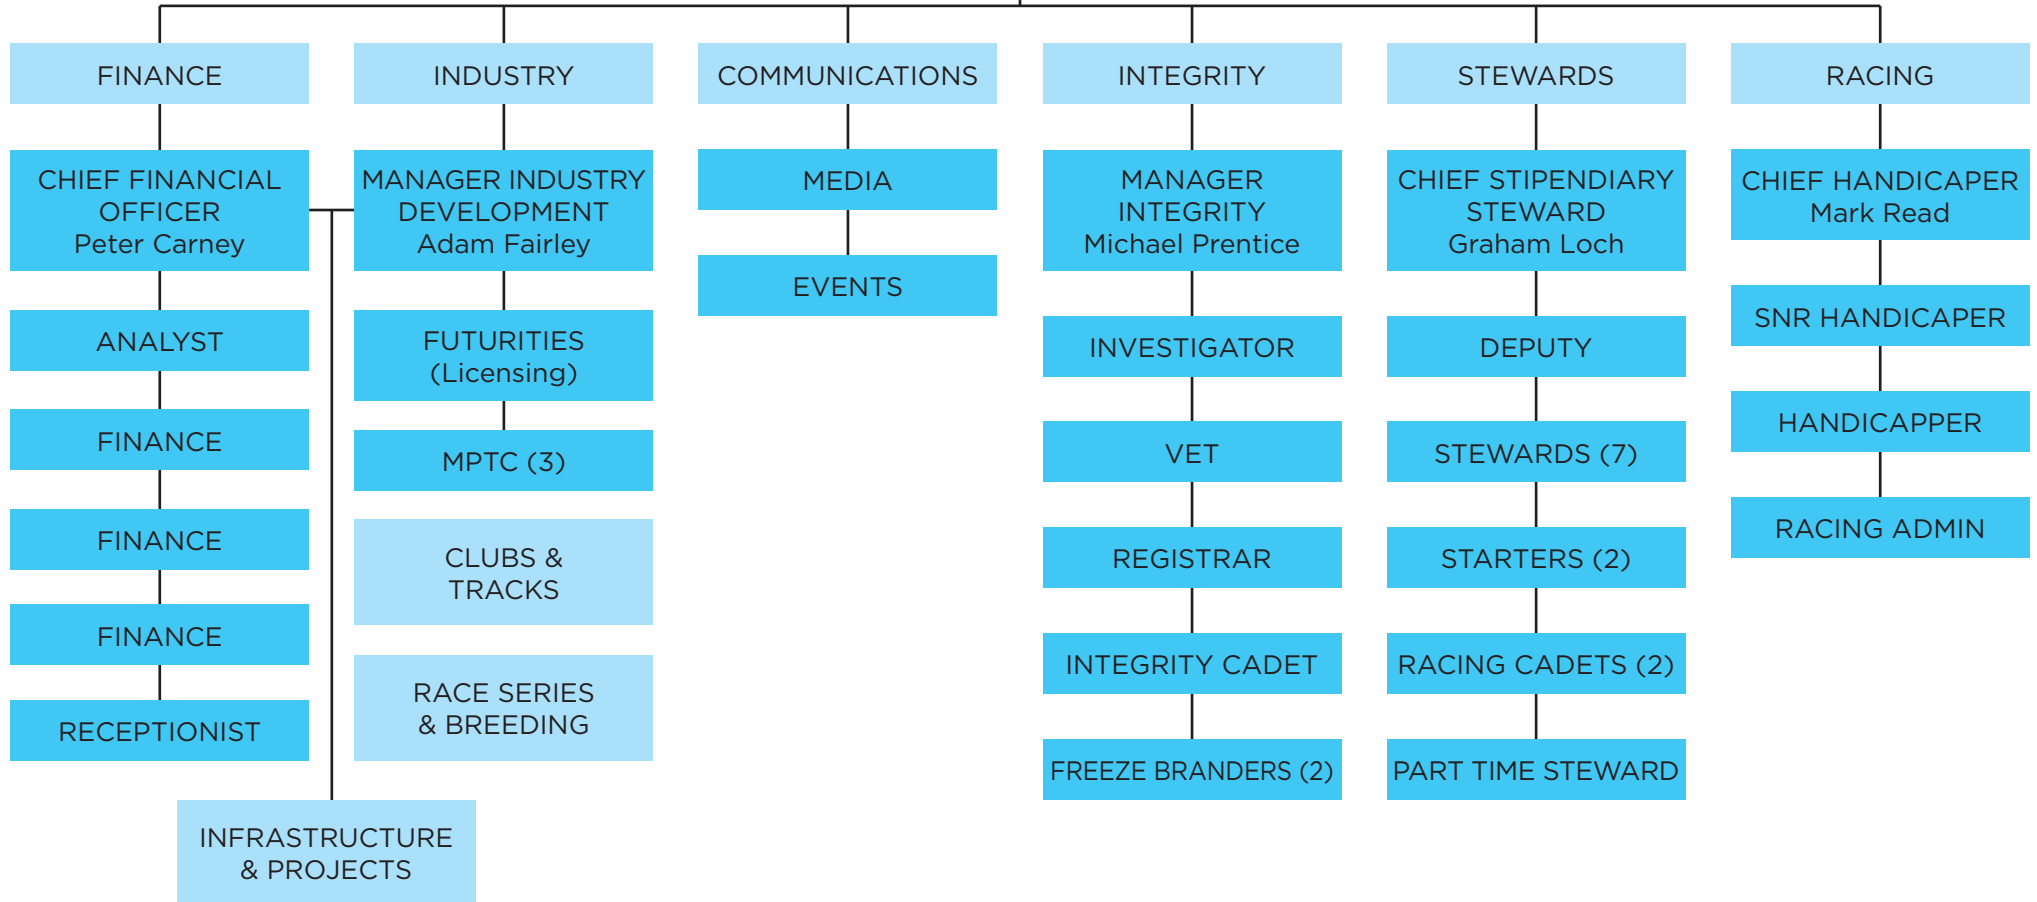 FINANCE
INDUSTRY
COMMUNICATIONS
INTEGRITY
STEWARDS
RACING
CHIEF FINANCIAL
OFFICER
Peter Carney
ANALYST
FINANCE
FINANCE
FINANCE
RECEPTIONIST
MANAGER INDUSTRY
DEVELOPMENT
Adam Fairley
FUTURITIES
(Licensing)
MPTC (3)
CLUBS &
TRACKS
RACE SERIES
& BREEDING
INFRASTRUCTURE
& PROJECTS
MEDIA
EVENTS
MANAGER
INTEGRITY
Michael Prentice
INVESTIGATOR
VET
REGISTRAR
INTEGRITY CADET
FREEZE BRANDERS (2)
CHIEF STIPENDIARY
STEWARD
Graham Loch
DEPUTY
STEWARDS (7)
STARTERS (2)
RACING CADETS (2)
PART TIME STEWARD
CHIEF HANDICAPER
Mark Read
SNR HANDICAPER
HANDICAPPER
RACING ADMIN